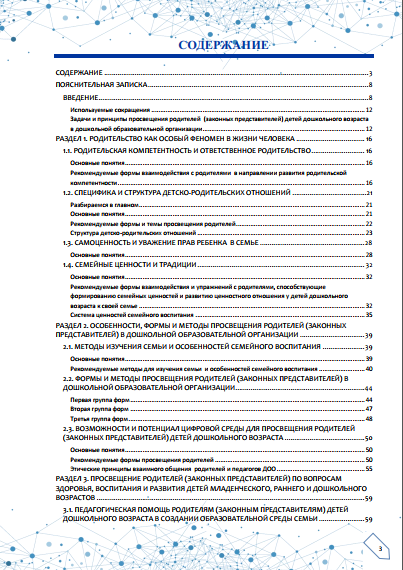 СОДЕРЖАНИЕ
СОДЕРЖАНИЕ 3
ПОЯСНИТЕЛЬНАЯ ЗАПИСКА 8
ВВЕДЕНИЕ 8
Используемые сокращения 12
Задачи и принципы просвещения родителей (законных представителей) детей дошкольного возраста
в дошкольной образовательной организации 12
РАЗДЕЛ 1. РОДИТЕЛЬСТВО КАК ОСОБЫЙ ФЕНОМЕН В ЖИЗНИ ЧЕЛОВЕКА 16
1.1. РОДИТЕЛЬСКАЯ КОМПЕТЕНТНОСТЬ И ОТВЕТСТВЕННОЕ РОДИТЕЛЬСТВО 16
Основные понятия 16
Рекомендуемые формы взаимодействия с родителями в направлении развития родительской
компетентности 16
1.2. СПЕЦИФИКА И СТРУКТУРА ДЕТСКО-РОДИТЕЛЬСКИХ ОТНОШЕНИЙ 21
Разбираемся в главном 21
Основные понятия 21
Рекомендуемые формы и темы просвещения родителей 22
Структура детско-родительских отношений 23
1.3. САМОЦЕННОСТЬ И УВАЖЕНИЕ ПРАВ РЕБЕНКА В СЕМЬЕ 28
Основные понятия 28
1.4. СЕМЕЙНЫЕ ЦЕННОСТИ И ТРАДИЦИИ 32
Основные понятия 32
Рекомендуемые формы взаимодействия и упражнений с родителями, способствующие
формированию семейных ценностей и развитию ценностного отношения у детей дошкольного
возраста к своей семье 32
Система ценностей семейного воспитания 35
РАЗДЕЛ 2. ОСОБЕННОСТИ, ФОРМЫ И МЕТОДЫ ПРОСВЕЩЕНИЯ РОДИТЕЛЕЙ (ЗАКОННЫХ
ПРЕДСТАВИТЕЛЕЙ) В ДОШКОЛЬНОЙ ОБРАЗОВАТЕЛЬНОЙ ОРГАНИЗАЦИИ 39
2.1. МЕТОДЫ ИЗУЧЕНИЯ СЕМЬИ И ОСОБЕННОСТЕЙ СЕМЕЙНОГО ВОСПИТАНИЯ 39
Основные понятия 39
Рекомендуемые методы для изучения семьи и особенностей семейного воспитания 40
2.2. ФОРМЫ И МЕТОДЫ ПРОСВЕЩЕНИЯ РОДИТЕЛЕЙ (ЗАКОННЫХ ПРЕДСТАВИТЕЛЕЙ) В
ДОШКОЛЬНОЙ ОБРАЗОВАТЕЛЬНОЙ ОРГАНИЗАЦИИ 44
Первая группа форм 44
Вторая группа форм 47
Третья группа форм 48
2.3. ВОЗМОЖНОСТИ И ПОТЕНЦИАЛ ЦИФРОВОЙ СРЕДЫ ДЛЯ ПРОСВЕЩЕНИЯ РОДИТЕЛЕЙ
(ЗАКОННЫХ ПРЕДСТАВИТЕЛЕЙ) ДЕТЕЙ ДОШКОЛЬНОГО ВОЗРАСТА 50
Основные понятия 50
Рекомендуемые формы просвещения родителей 50
Этические принципы взаимного общения родителей и педагогов ДОО 55
РАЗДЕЛ 3. ПРОСВЕЩЕНИЕ РОДИТЕЛЕЙ (ЗАКОННЫХ ПРЕДСТАВИТЕЛЕЙ) ПО ВОПРОСАМ
ЗДОРОВЬЯ, ВОСПИТАНИЯ И РАЗВИТИЯ ДЕТЕЙ МЛАДЕНЧЕСКОГО, РАННЕГО И ДОШКОЛЬНОГО
ВОЗРАСТОВ 59
3.1. ПЕДАГОГИЧЕСКАЯ ПОМОЩЬ РОДИТЕЛЯМ (ЗАКОННЫМ ПРЕДСТАВИТЕЛЯМ) ДЕТЕЙ
ДОШКОЛЬНОГО ВОЗРАСТА В СОЗДАНИИ ОБРАЗОВАТЕЛЬНОЙ СРЕДЫ СЕМЬИ 59
3